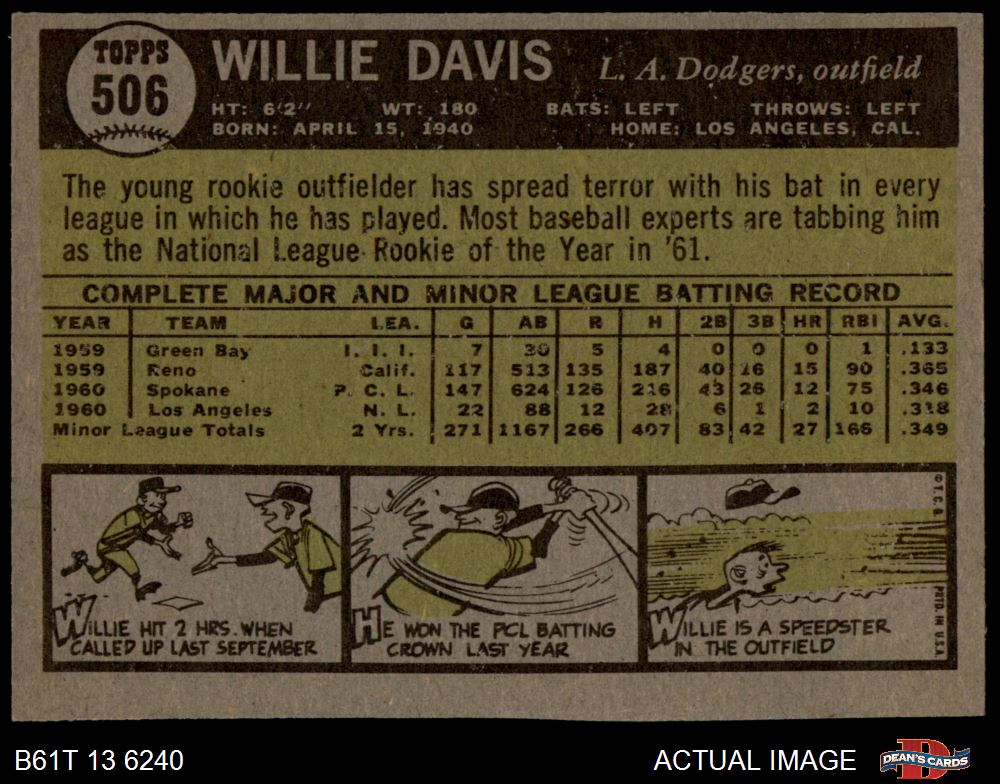 TOPPS
506
WILLIE DAVIS L. A. Dodgers, outfield
HT: 6'2" WT: 180 BATS: LEFT THROWS: LEFT
BORN: APRIL 15, 1940 HOME: LOS ANGELES, CAL.
The young rookie outfielder has spread terror with his bat in every
league in which he has played. Most baseball experts are tabbing him
as the National League Rookie of the Year in '61.
COMPLETE MAJOR AND MINOR LEAGUE BATTING RECORD
YEAR TEAM LEA. G AB R H 2B 3B HR RBI AVG.
1959 Green Bay I. I. I. 7 30 5 4 0 0 0 1 .133
1959 Reno Calif. 117 513 135 187 40 16 15 90 .365
1960 Spokane P. C. L. 147 624 126 216 43 26 12 75 .346
1960 Los Angeles N. L. 22 88 12 28 6 1 2 10 .318
Minor League Totals 2 Yrs. 271 1167 266 407 83 42 27 166 .349
WILLIE HIT 2 HRS. WHEN
CALLED UP LAST SEPTEMBER
HE WON THE PCL BATTING
CROWN LAST YEAR
WILLIE IS A SPEEDSTER
IN THE OUTFIELD
© T. C. G.
PRTD. IN U.S.A.
B61T 13 6240 ACTUAL IMAGE
DEAN'S CARDS